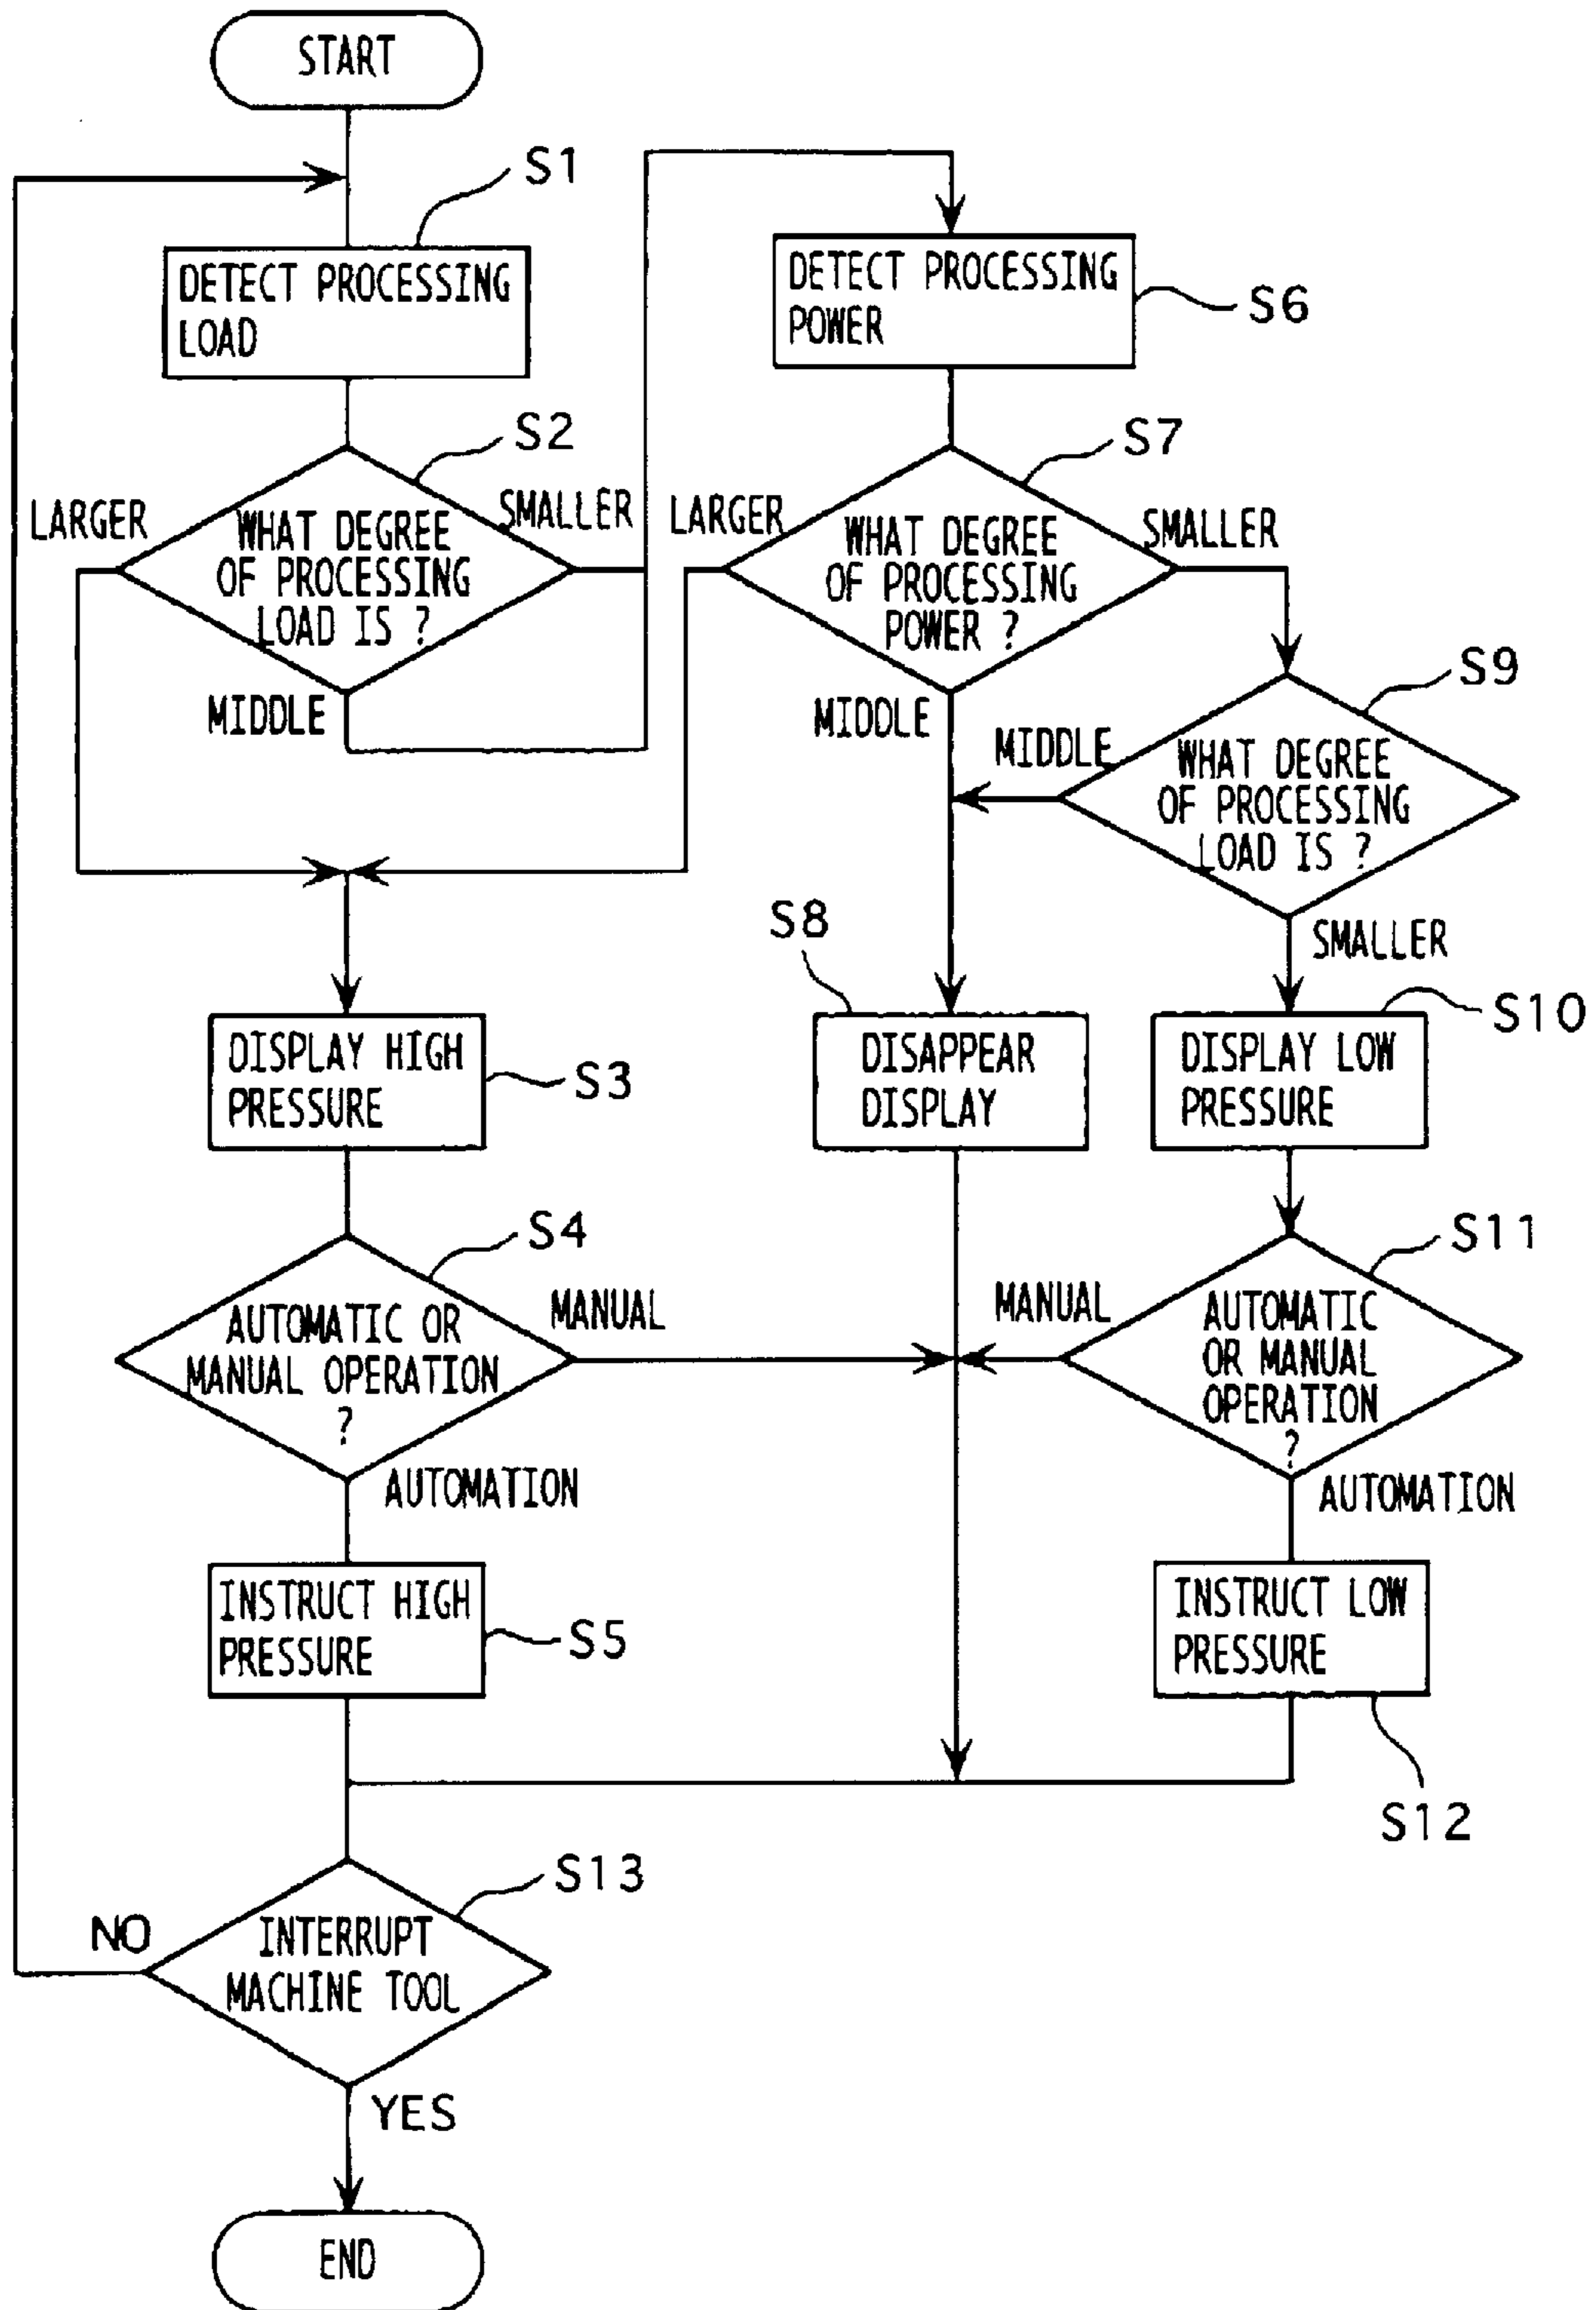 START
S1
DETECT PROCESSING
LOAD
DETECT PROCESSING
POWER
S6
S2
LARGER
SMALLER
WHAT DEGREE
OF PROCESSING
LOAD IS ?
MIDDLE
S7
LARGER
SMALLER
WHAT DEGREE
OF PROCESSING
POWER ?
MIDDLE
S9
MIDDLE
WHAT DEGREE
OF PROCESSING
LOAD IS ?
SMALLER
DISPLAY HIGH
PRESSURE
S3
S8
DISAPPEAR
DISPLAY
S10
DISPLAY LOW
PRESSURE
S4
AUTOMATIC OR
MANUAL OPERATION
?
MANUAL
AUTOMATION
S11
MANUAL
AUTOMATIC
OR MANUAL
OPERATION
?
AUTOMATION
INSTRUCT HIGH
PRESSURE
S5
INSTRUCT LOW
PRESSURE
S12
S13
NO
INTERRUPT
MACHINE TOOL
YES
END